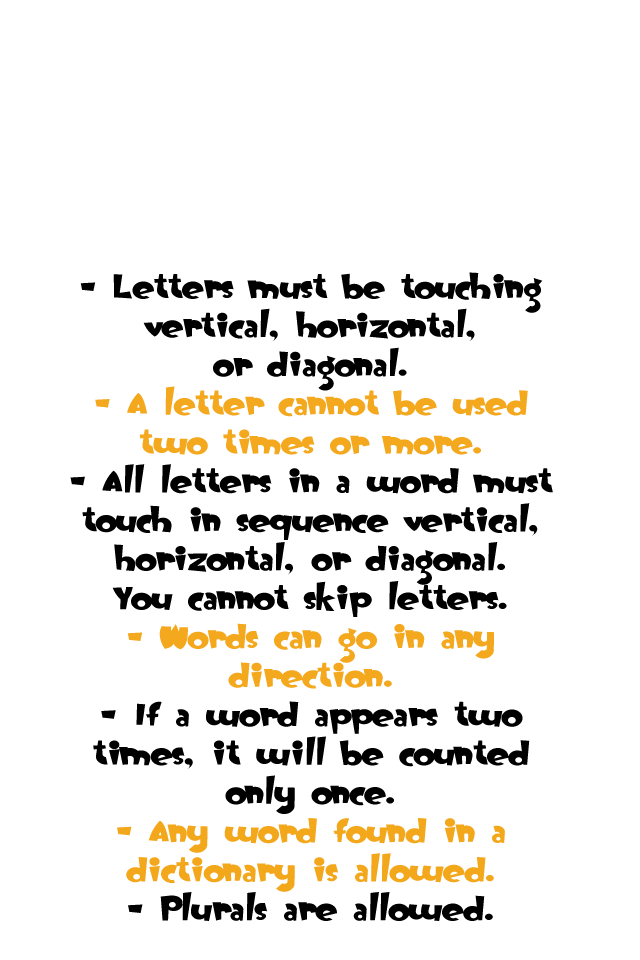 - Letters must be touching
vertical, horizontal,
or diagonal.
- A letter cannot be used
two times or more.
- All letters in a word must
touch in sequence vertical,
horizontal, or diagonal.
You cannot skip letters.
- Words can go in any
direction.
- If a word appears two
times, it will be counted
only once.
- Any word found in a
dictionary is allowed.
- Plurals are allowed.